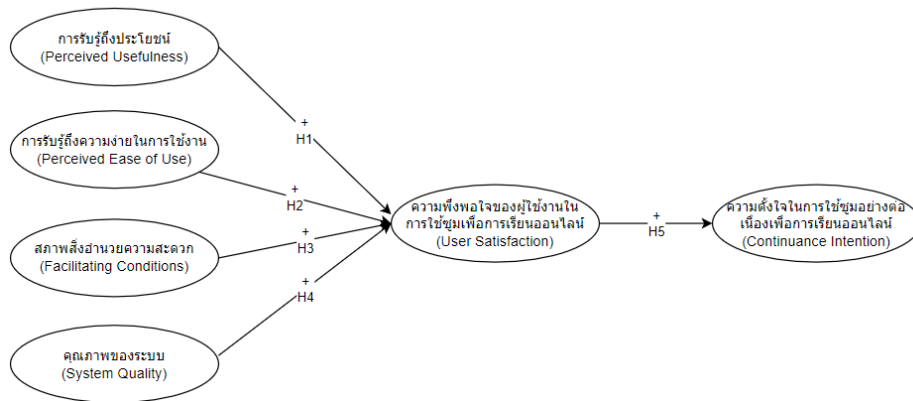 การรับรู้ถึงประโยชน์
(Perceived Usefulness)
+
H1
การรับรู้ถึงความง่ายในการใช้งาน
(Perceived Ease of Use)
+
H2
สภาพสิ่งอำนวยความสะดวก
(Facilitating Conditions)
+
H3
คุณภาพของระบบ
(System Quality)
+
H4
ความพึงพอใจของผู้ใช้งานใน
การใช้ซูมเพื่อการเรียนออนไลน์
(User Satisfaction)
+
H5
ความตั้งใจในการใช้ซูมอย่างต่อ
เนื่องเพื่อการเรียนออนไลน์
(Continuance Intention)